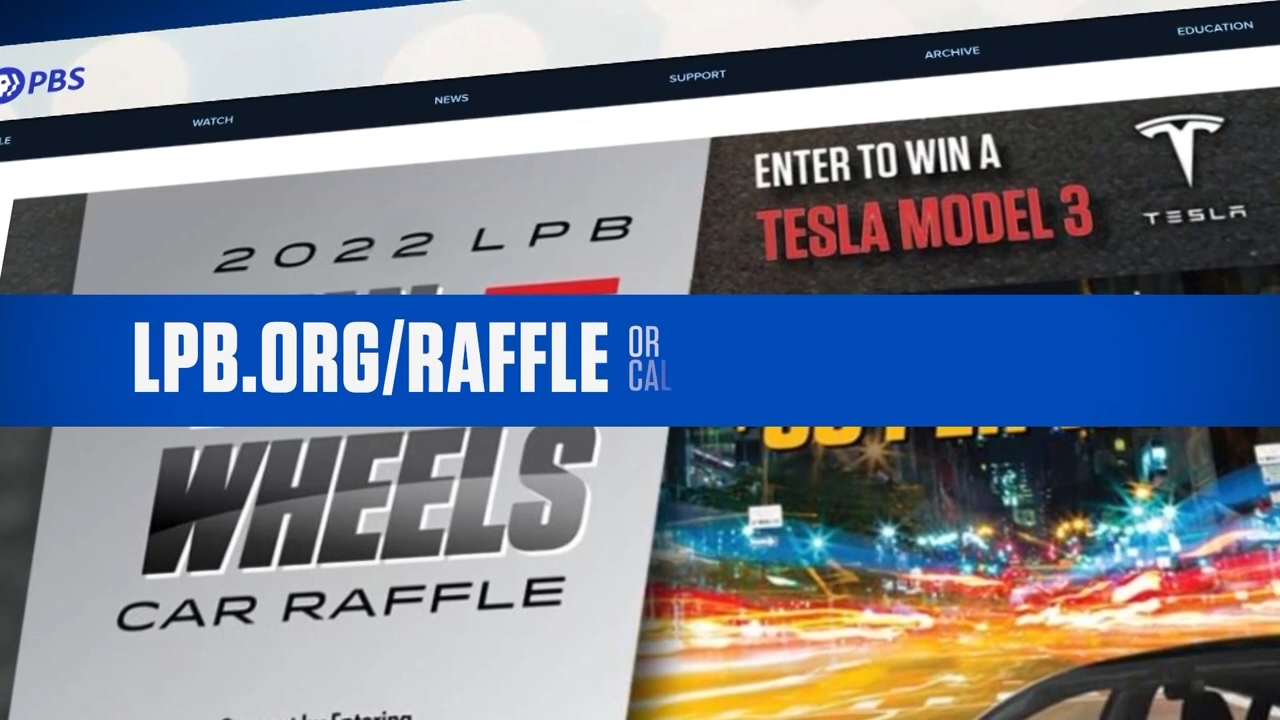 PBS
WATCH
NEWS
SUPPORT
ARCHIVE
EDUCATION
ENTER TO WIN A
TESLA MODEL 3
TESLA
2022 LPB
LPB.ORG/RAFFLE OR
WHEELS
CAR RAFFLE